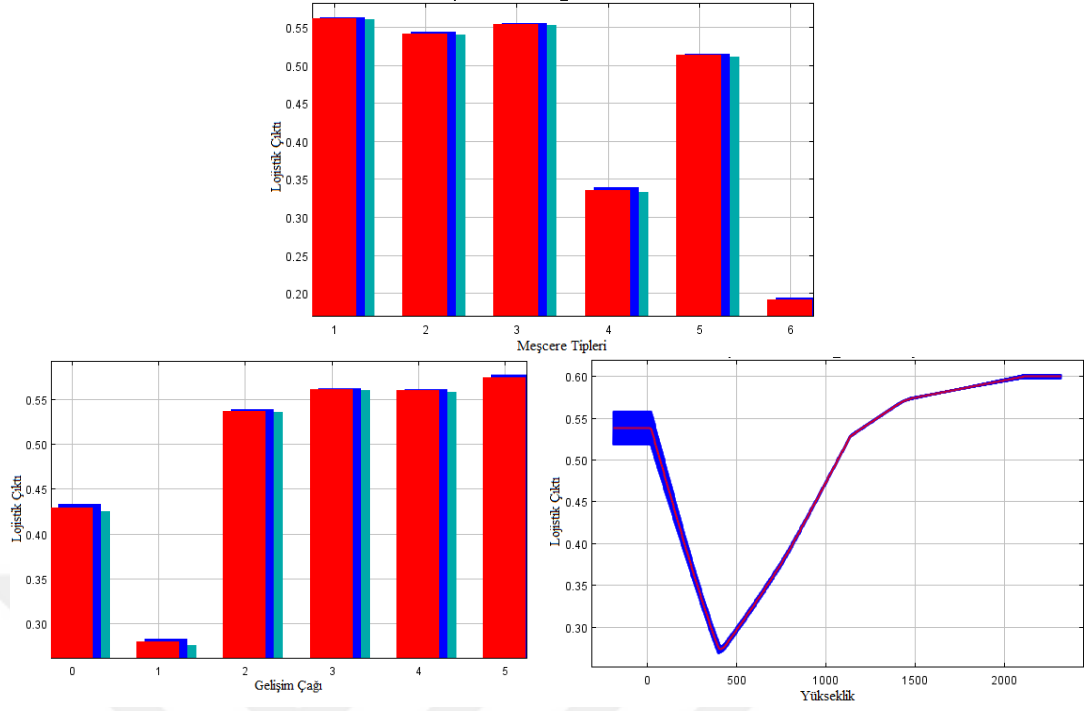 0.55
0.50
0.45
0.40
0.35
0.30
0.25
0.20
Lojistik Çıktı
1 2 3 4 5 6
Meşcere Tipleri
0.55
0.50
0.45
0.40
0.35
0.30
Lojistik Çıktı
0 1 2 3 4 5
Gelişim Çağı
0.60
0.55
0.50
0.45
0.40
0.35
0.30
Lojistik Çıktı
0 500 1000 1500 2000
Yükseklik